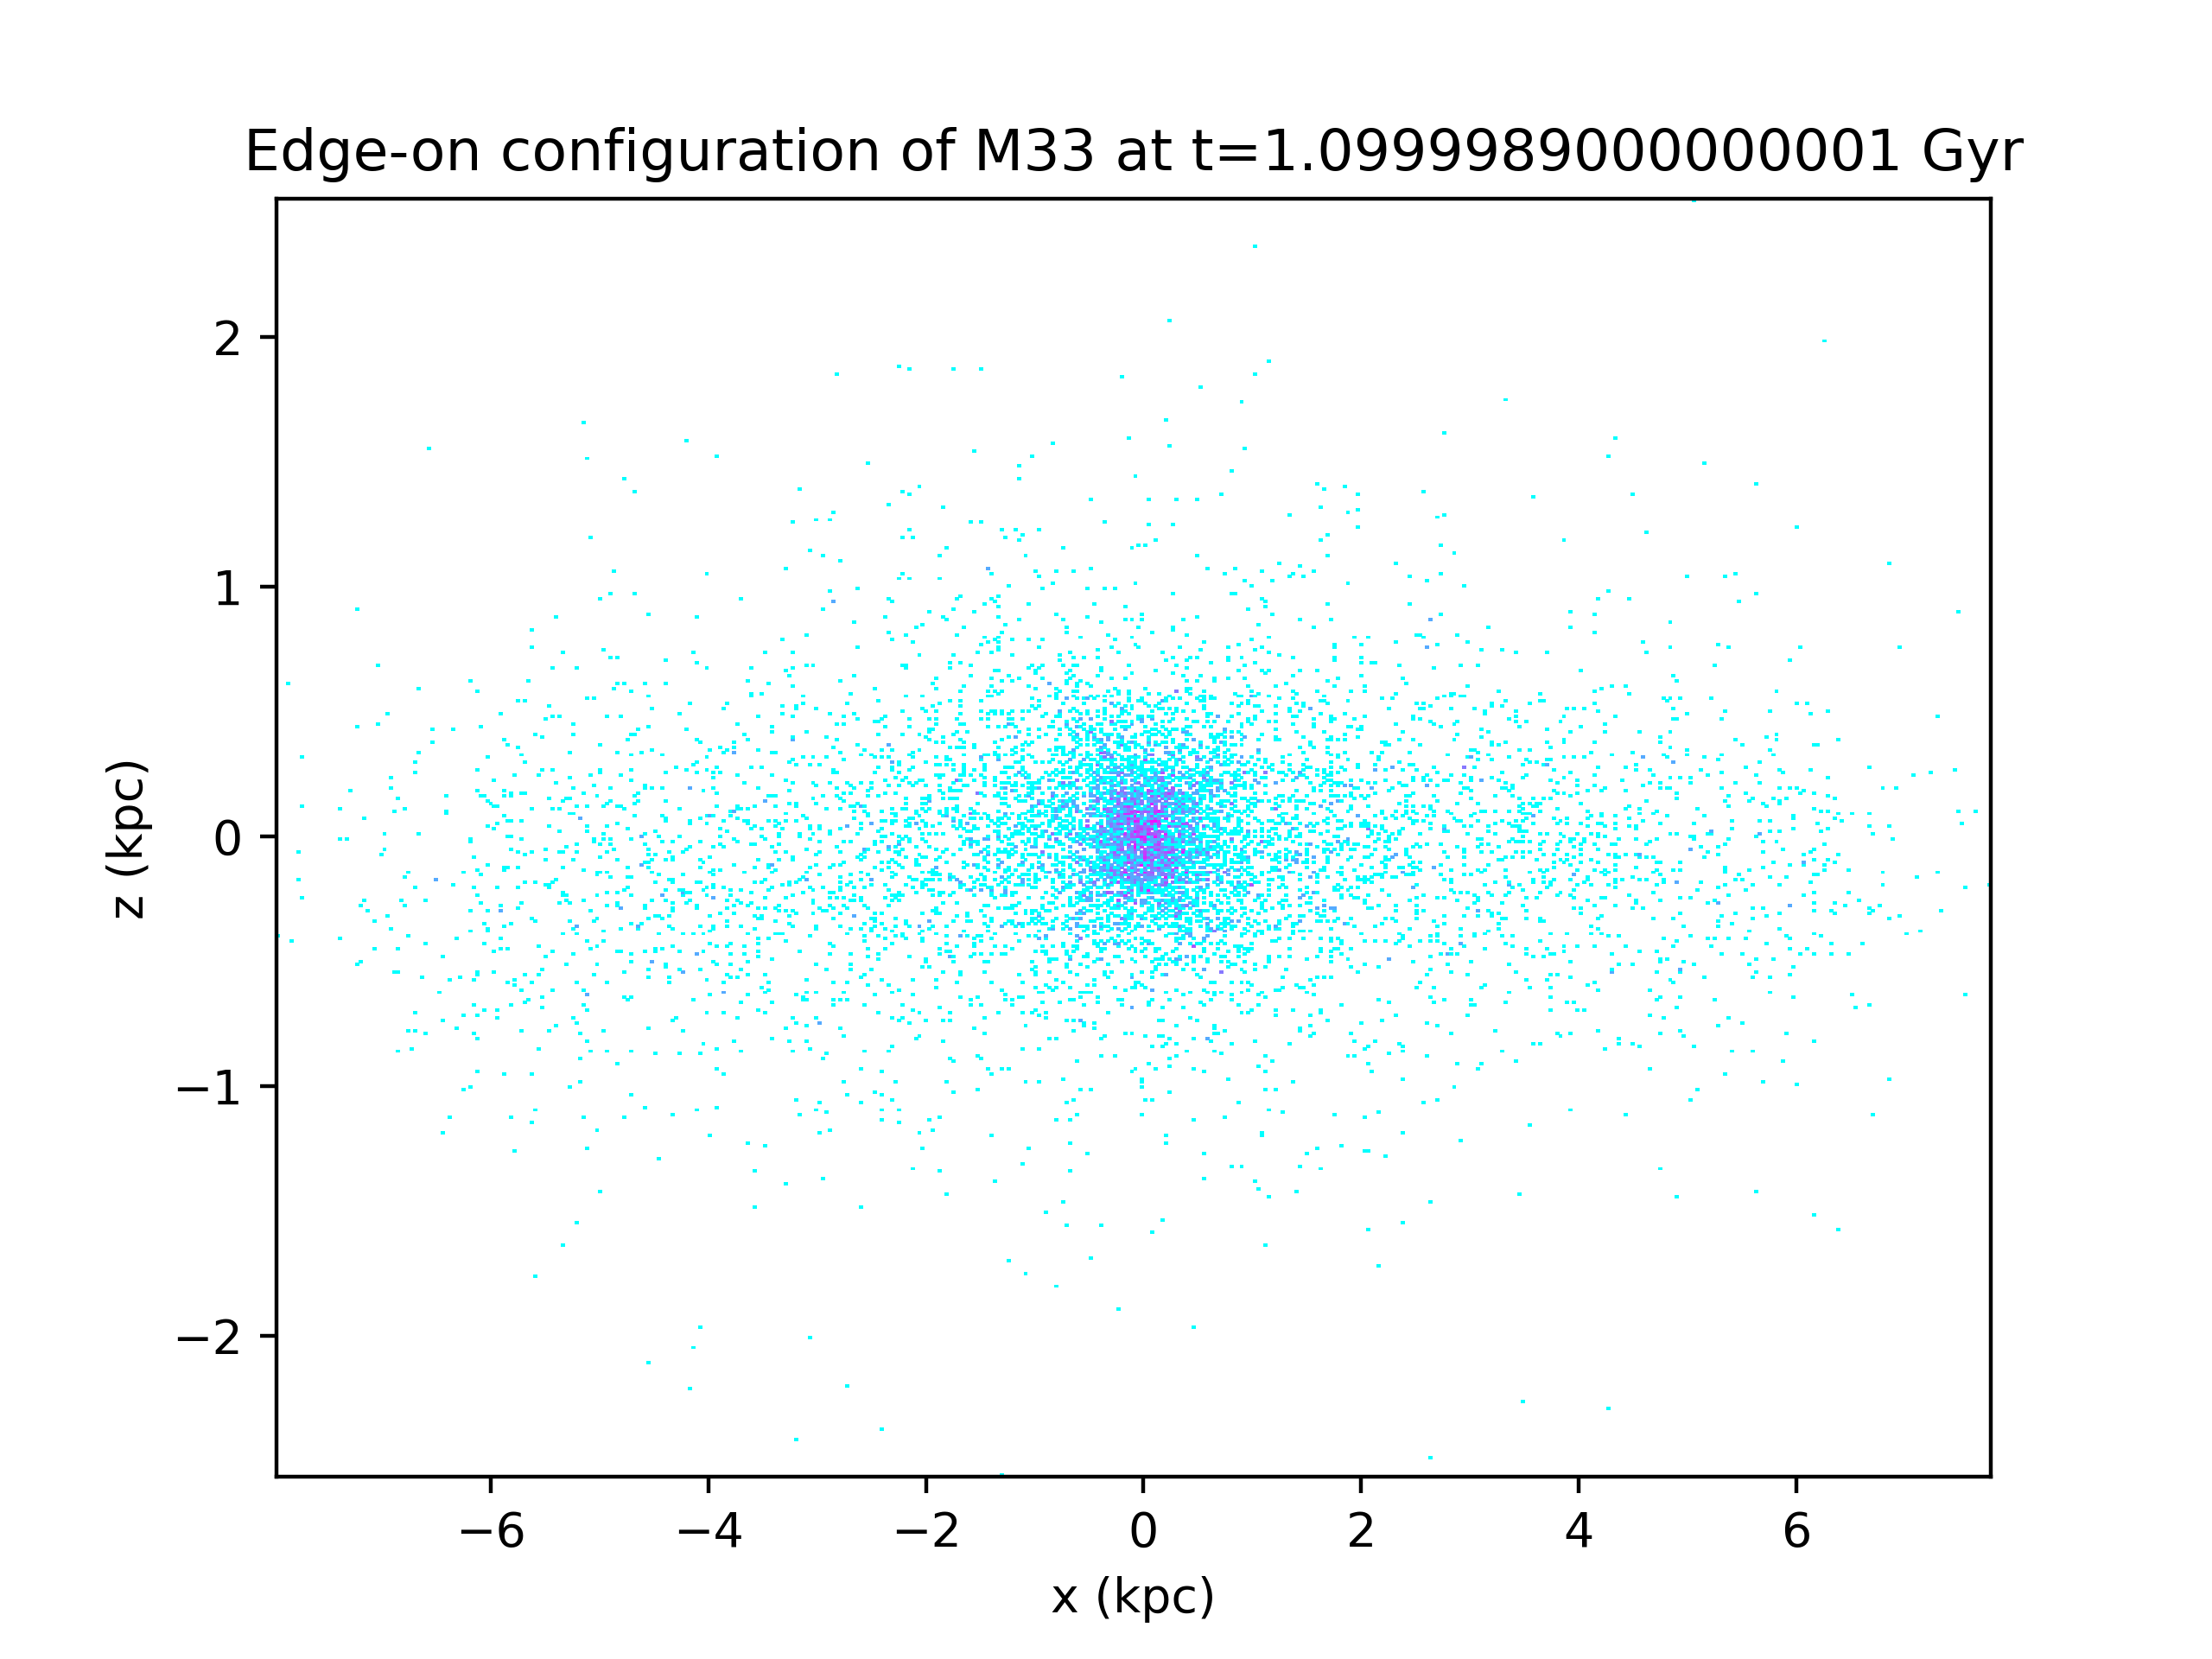 Edge-on configuration of M33 at t=1.0999989000000001 Gyr
2
1
0
−1
−2
z (kpc)
−6 −4 −2 0 2 4 6
x (kpc)